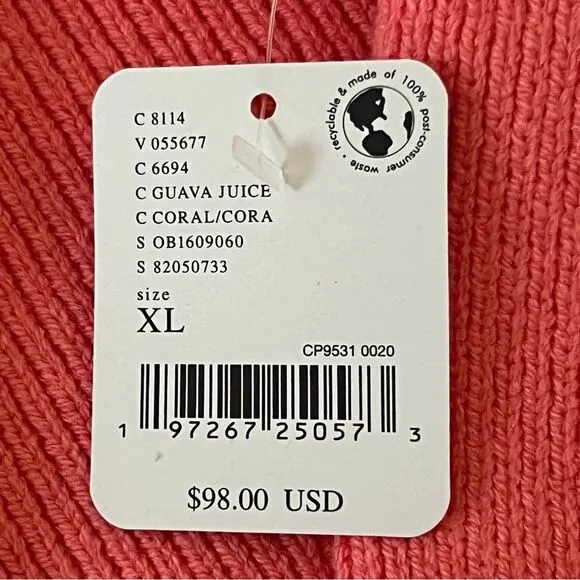 C 8114
V 055677
C 6694
C GUAVA JUICE
C CORAL/CORA
S OB1609060
S 82050733
size
XL
recyclable & made of 100% post-consumer waste •
CP9531 0020
1 97267 25057 3
$98.00 USD